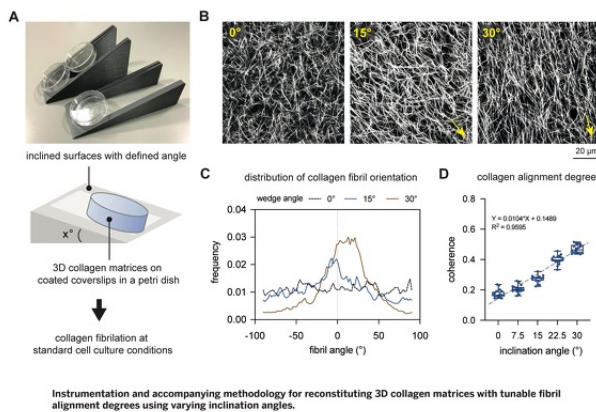 A
inclined surfaces with defined angle
x°
3D collagen matrices on
coated coverslips in a petri dish
collagen fibrilation at
standard cell culture conditions
B
0°
15°
30°
20 µm
C
distribution of collagen fibril orientation
wedge angle
0°
15°
30°
frequency
0.04
0.03
0.02
0.01
0.00
-100
-50
0
50
100
fibril angle (°)
D
collagen alignment degree
Y = 0.0104*X + 0.1489
R² = 0.9595
coherence
0.8
0.6
0.4
0.2
0.0
0
7.5
15
22.5
30
inclination angle (°)
Instrumentation and accompanying methodology for reconstituting 3D collagen matrices with tunable fibril
alignment degrees using varying inclination angles.